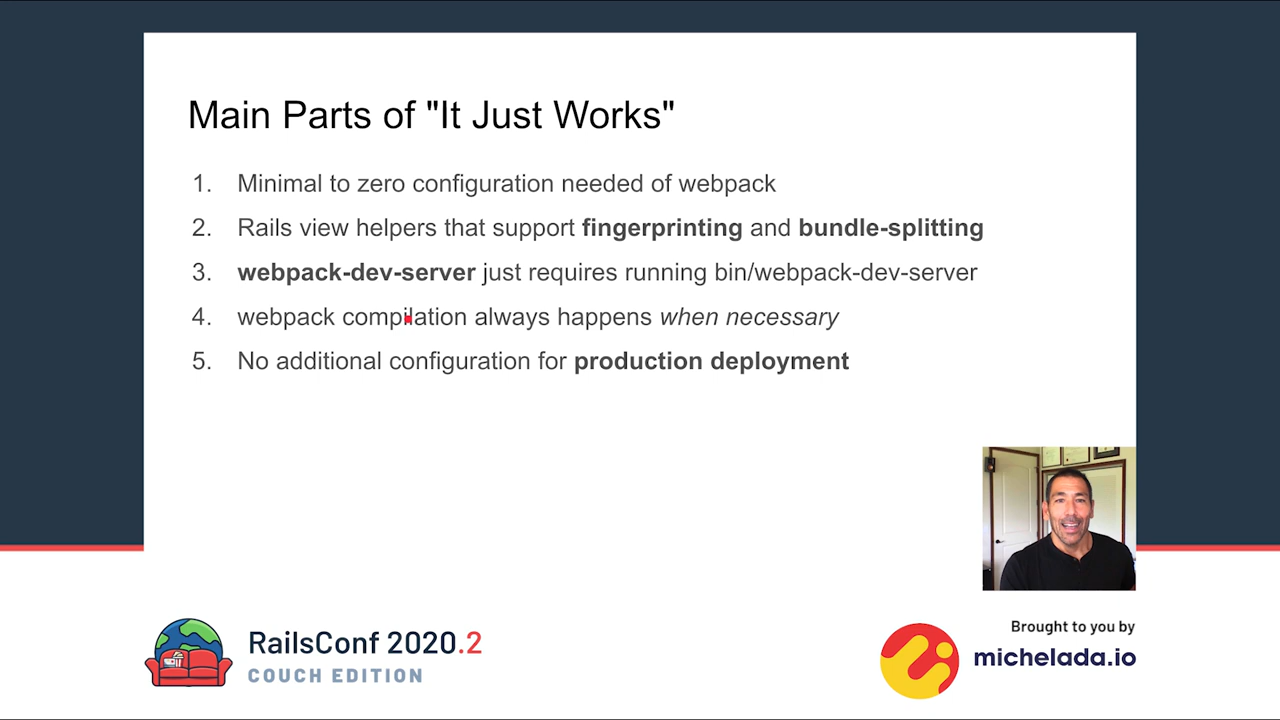 Main Parts of "It Just Works"
1. Minimal to zero configuration needed of webpack
2. Rails view helpers that support fingerprinting and bundle-splitting
3. webpack-dev-server just requires running bin/webpack-dev-server
4. webpack compilation always happens when necessary
5. No additional configuration for production deployment
RailsConf 2020.2
COUCH EDITION
Brought to you by
michelada.io